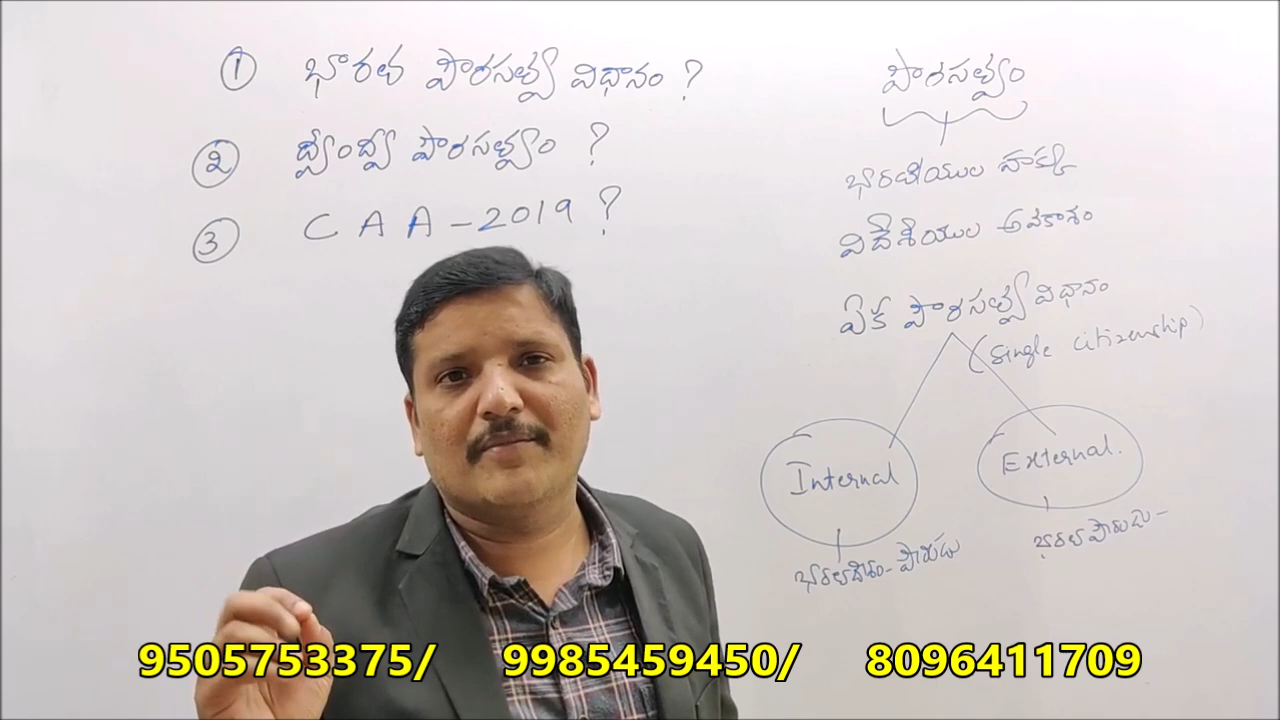 ① భారత పౌరసత్వ విధానం ?
② ద్వంద్వ పౌరసత్వం ?
③ CAA-2019 ?
పౌరసత్వం
భారతీయుల హక్కు
విదేశీయుల అవకాశం
ఏక పౌరసత్వ విధానం
(single citizenship)
Internal
External.
భారతదేశం- పౌరుడు
భారత పౌరుడు-
9505753375/ 9985459450/ 8096411709